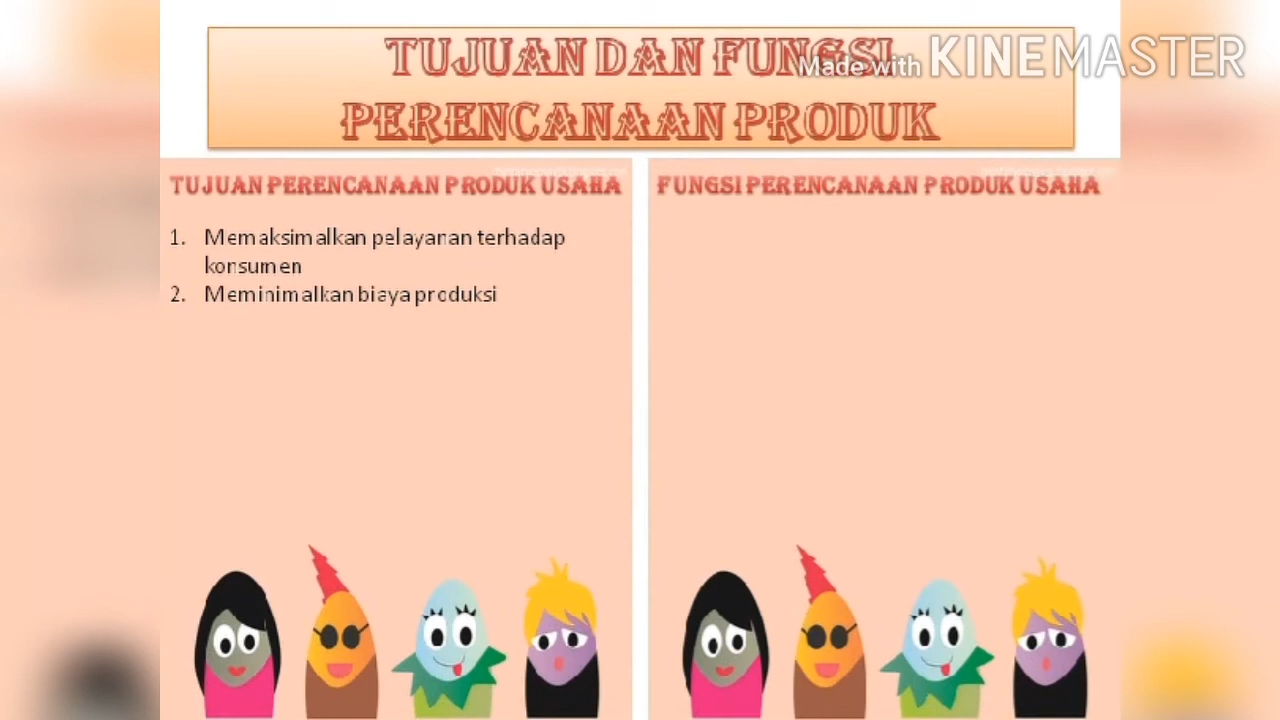 TUJUAN DAN FUNGSI
Made with KINEMASTER
PERENCANAAN PRODUK
TUJUAN PERENCANAAN PRODUK USAHA
1. Memaksimalkan pelayanan terhadap
konsumen
2. Meminimalkan biaya produksi
FUNGSI PERENCANAAN PRODUK USAHA